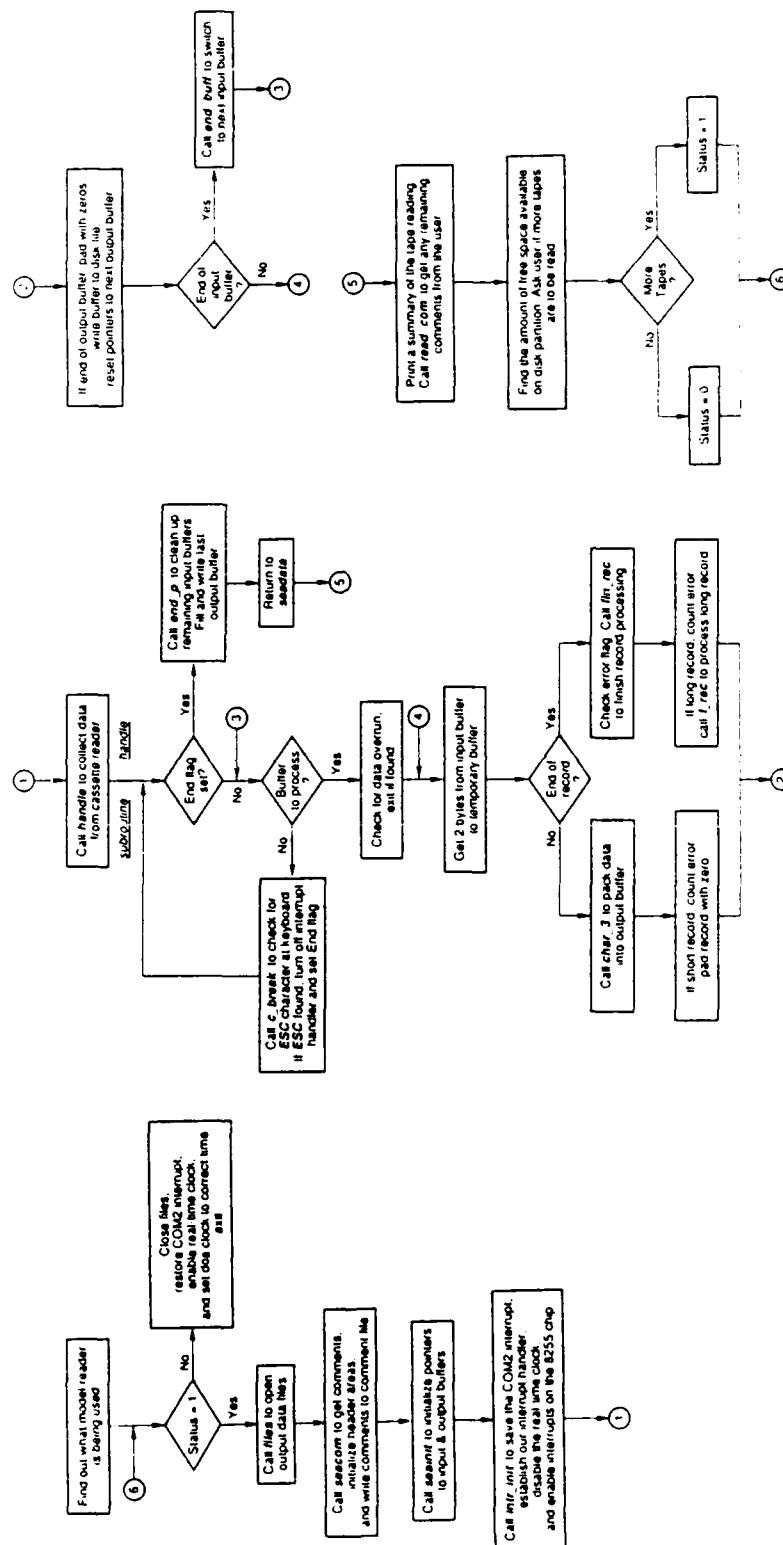 Find out what model reader
is being used
6
Status = 1
No
Yes
Close files,
restore COM2 interrupt,
enable real time clock,
and set dos clock to correct time
exit
Call files to open
output data files
Call seecom to get comments,
initialize header areas,
and write comments to comment file
Call seeinit to initialize pointers
to input & output buffers
Call intr_init to save the COM2 interrupt,
establish our interrupt handler,
disable the real time clock
and enable interrupts on the 8255 chip
1
1
Call handle to collect data
from cassette reader
subroutine
handle
End flag
set?
Yes
No
Call end_p to clean up
remaining input buffers
Fill and write last
output buffer
Return to
seedata
5
3
Buffer
to process
?
No
Yes
Call c_break to check for
ESC character at keyboard
If ESC found, turn off interrupt
handler and set End flag
Check for data overrun,
exit if found
4
Get 2 bytes from input buffer
to temporary buffer
End of
record
?
No
Yes
Call char_3 to pack data
into output buffer
If short record, count error
pad record with zero
Check error flag Call fin_rec
to finish record processing
If long record, count error
call l_rec to process long record
2
If end of output buffer, pad with zeros
write buffer to disk file,
reset pointers to next output buffer
End of
input
buffer
?
Yes
No
Call end_buff to switch
to next input buffer
3
4
5
Print a summary of the tape reading
Call read_com to get any remaining
comments from the user
Find the amount of free space available
on disk partition Ask user if more tapes
are to be read
More
Tapes
?
No
Yes
Status = 0
Status = 1
6